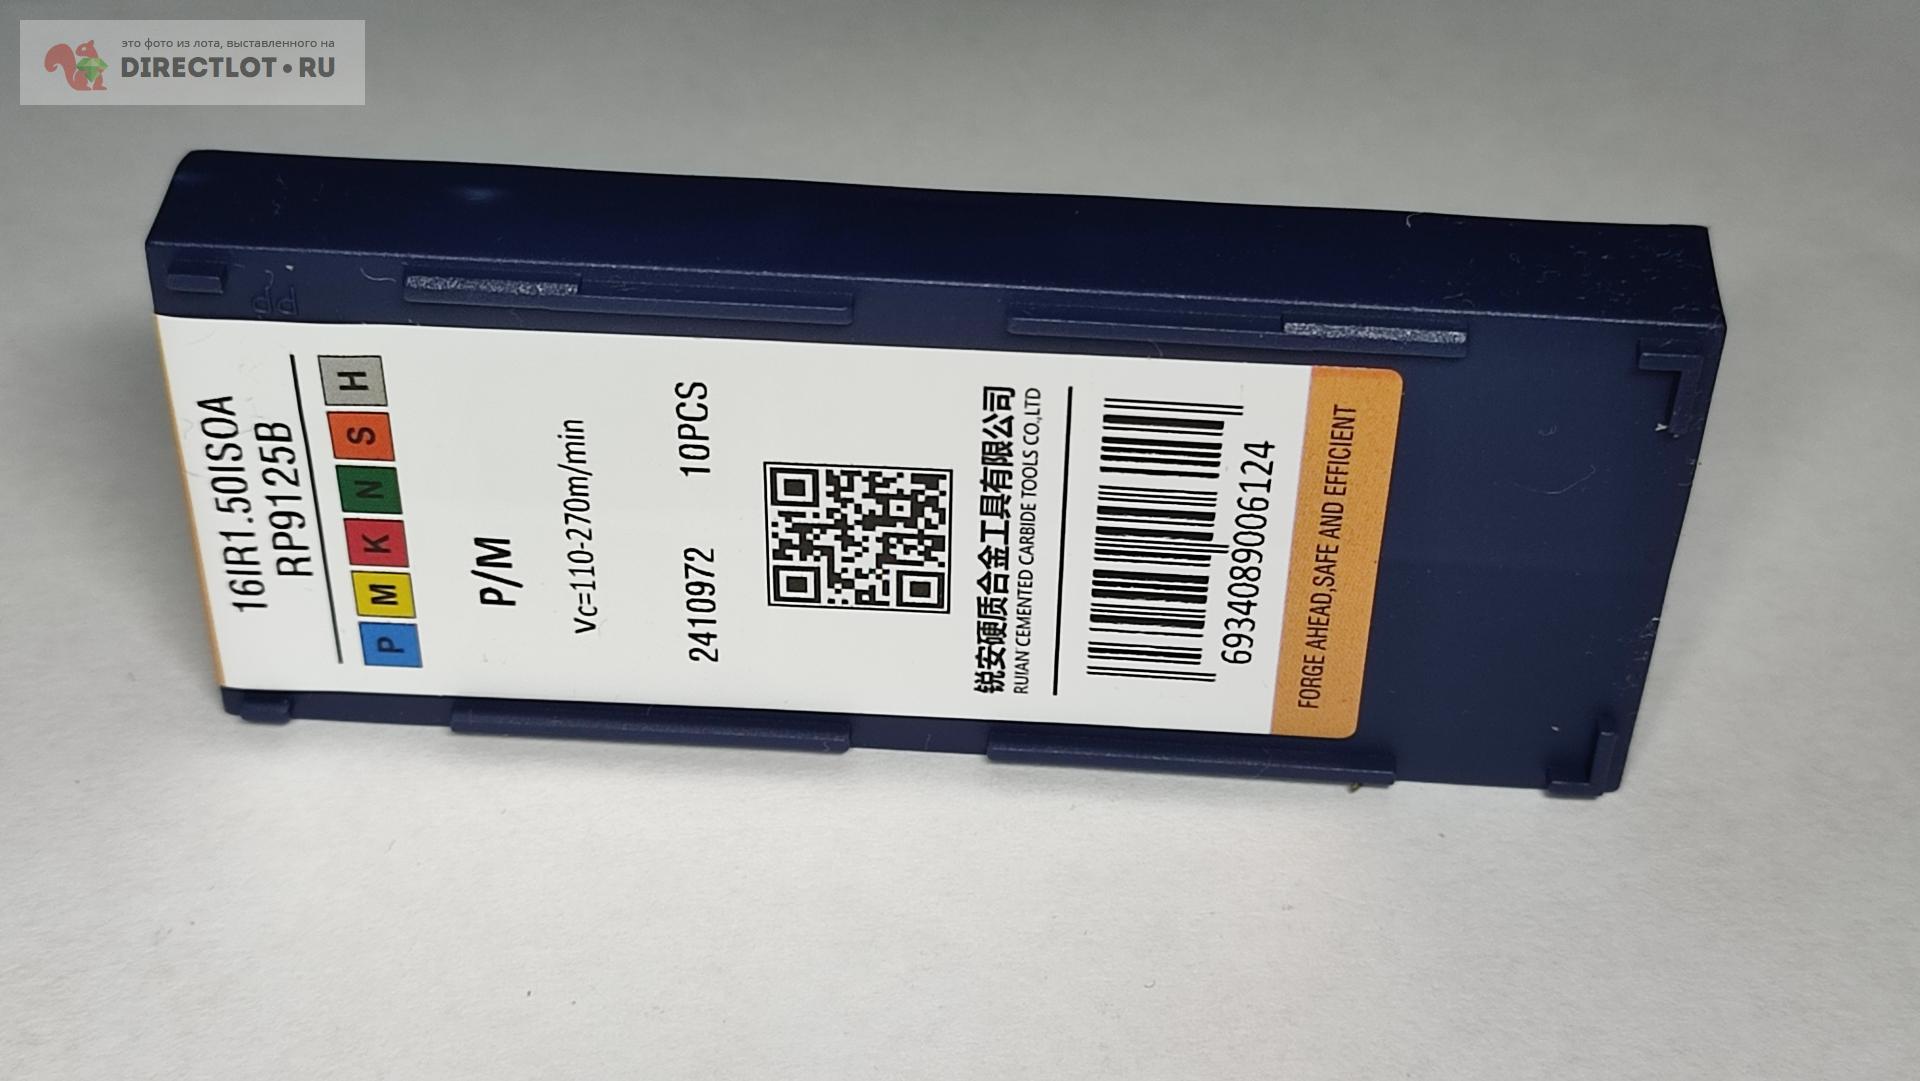 это фото из лота, выставленного на
DIRECTLOT•RU
16IR1.50ISOA
RP9125B
P M K N S H
P/M
Vc=110-270m/min
2410972 10PCS
锐安硬质合金工具有限公司
RUIAN CEMENTED CARBIDE TOOLS CO.,LTD
6934089006124
FORGE AHEAD,SAFE AND EFFICIENT